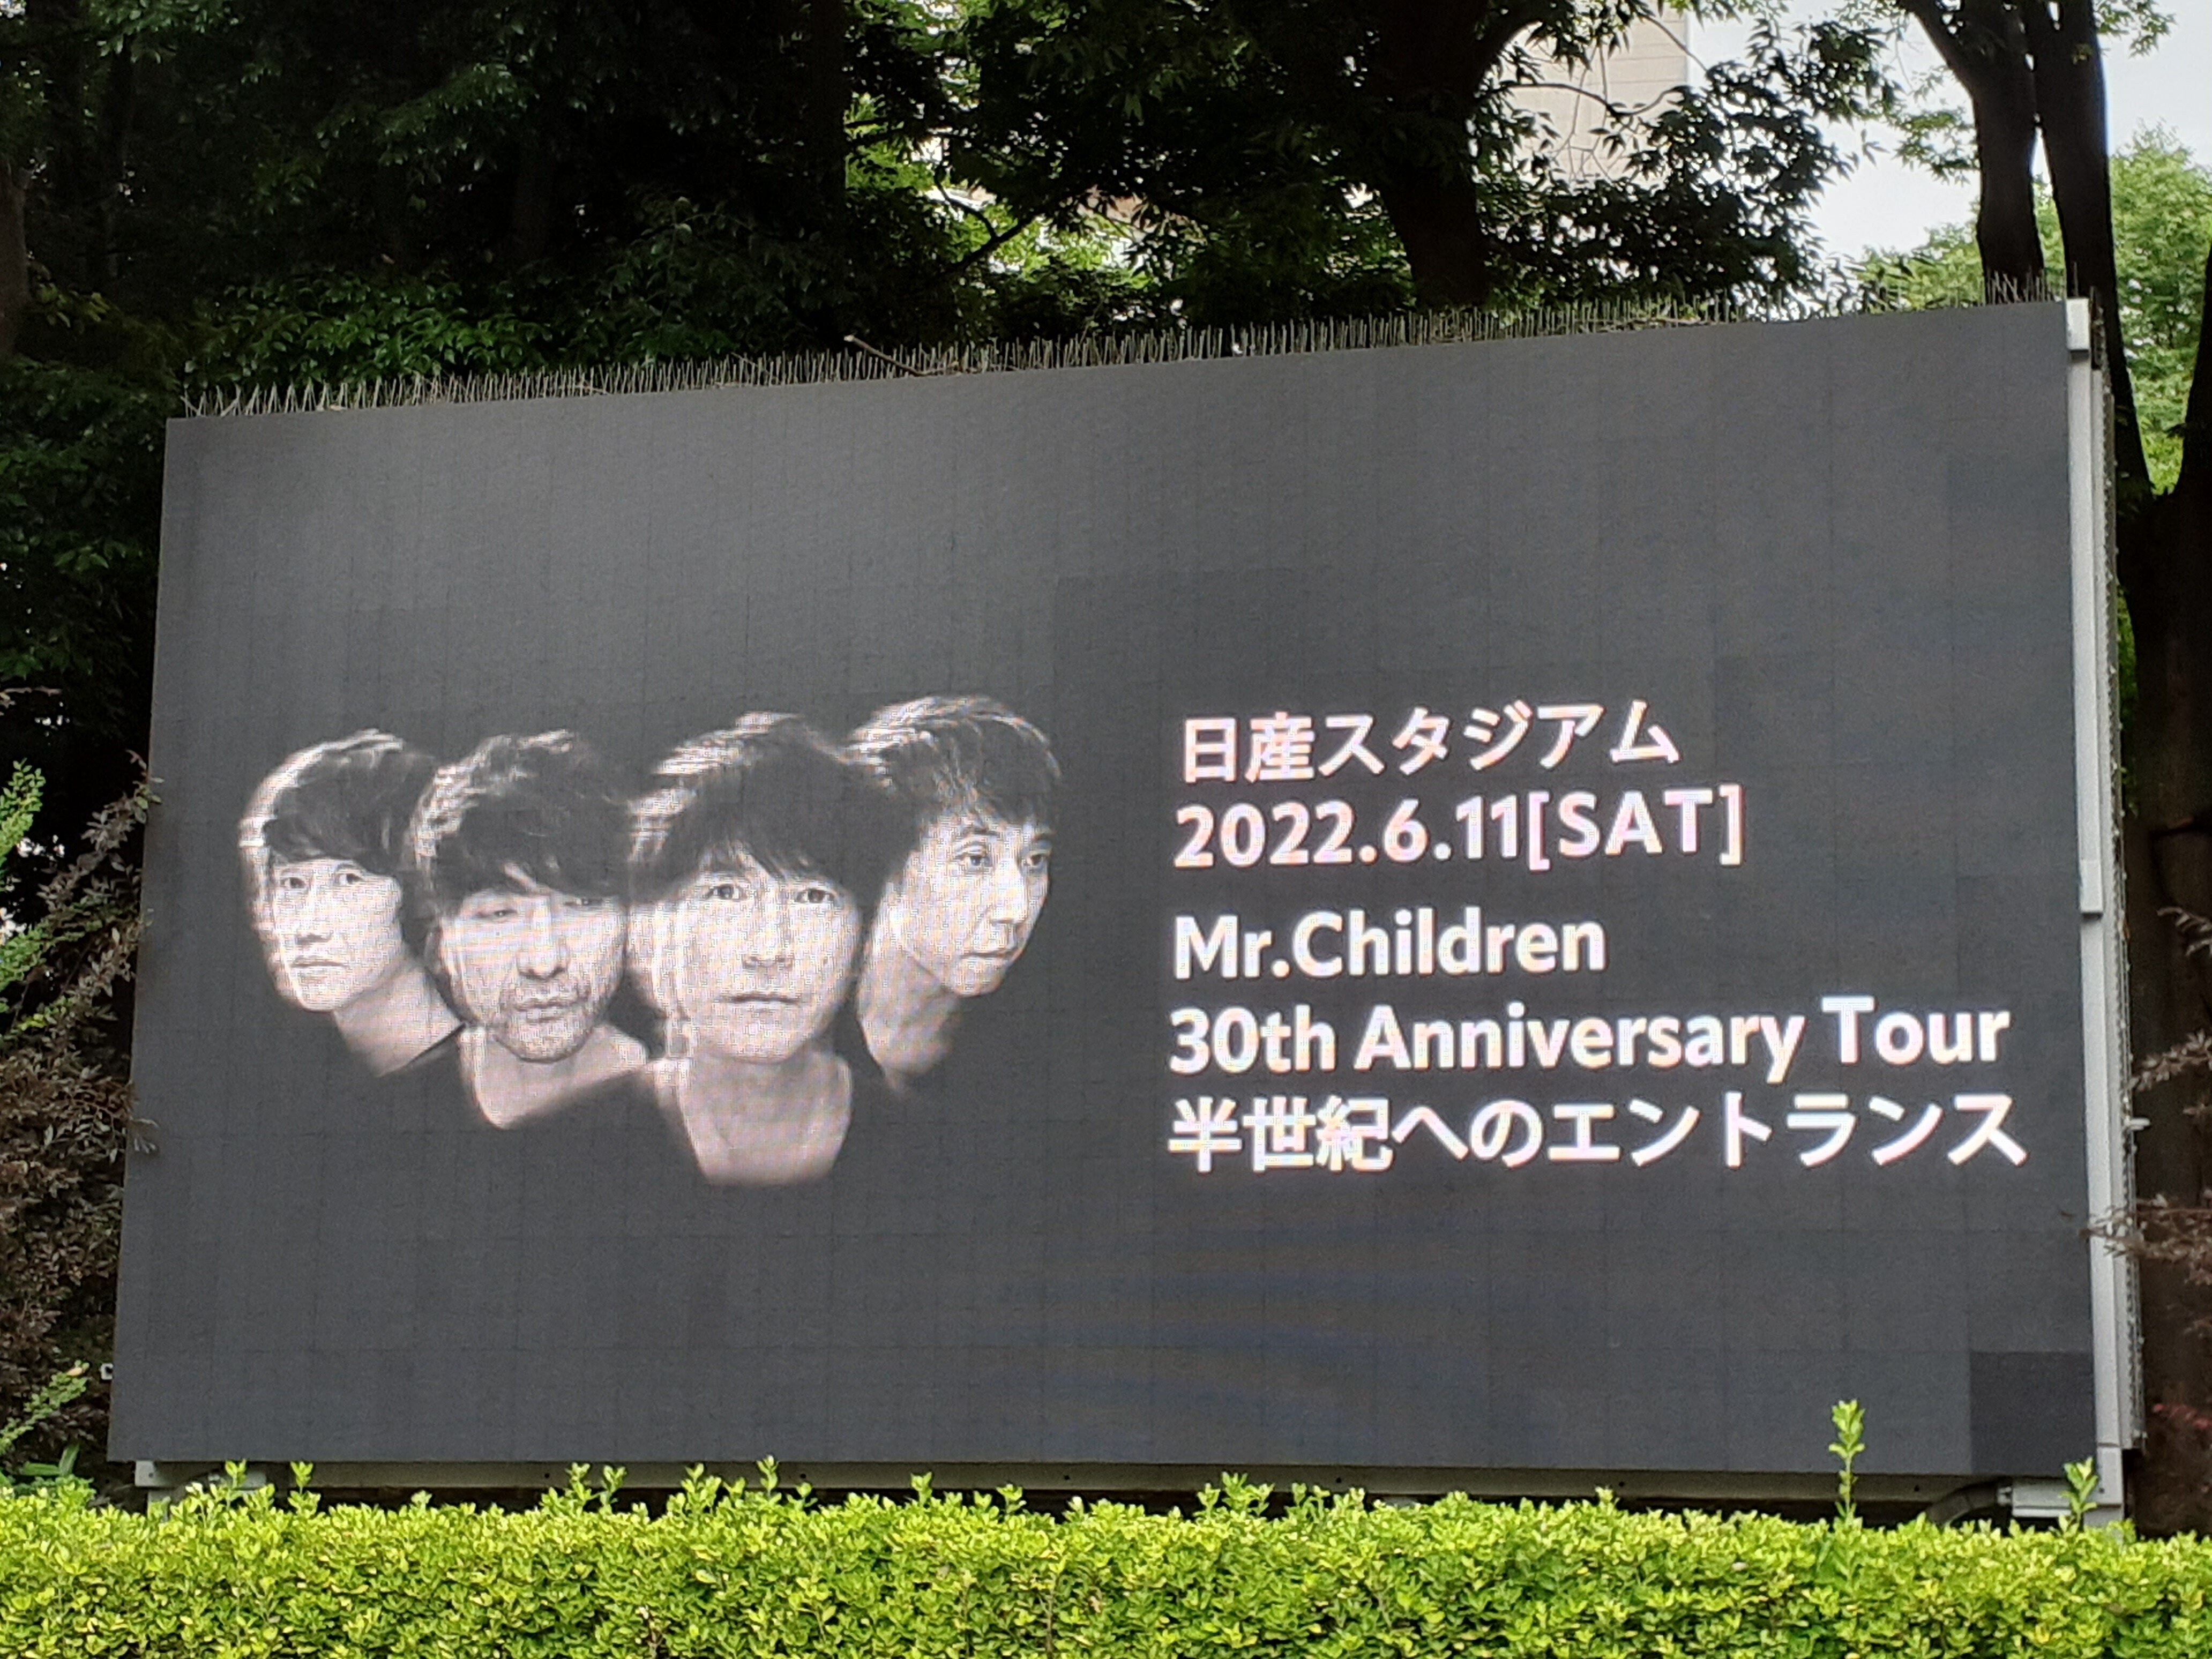 日産スタジアム
2022.6.11[SAT]
Mr.Children
30th Anniversary Tour
半世紀へのエントランス